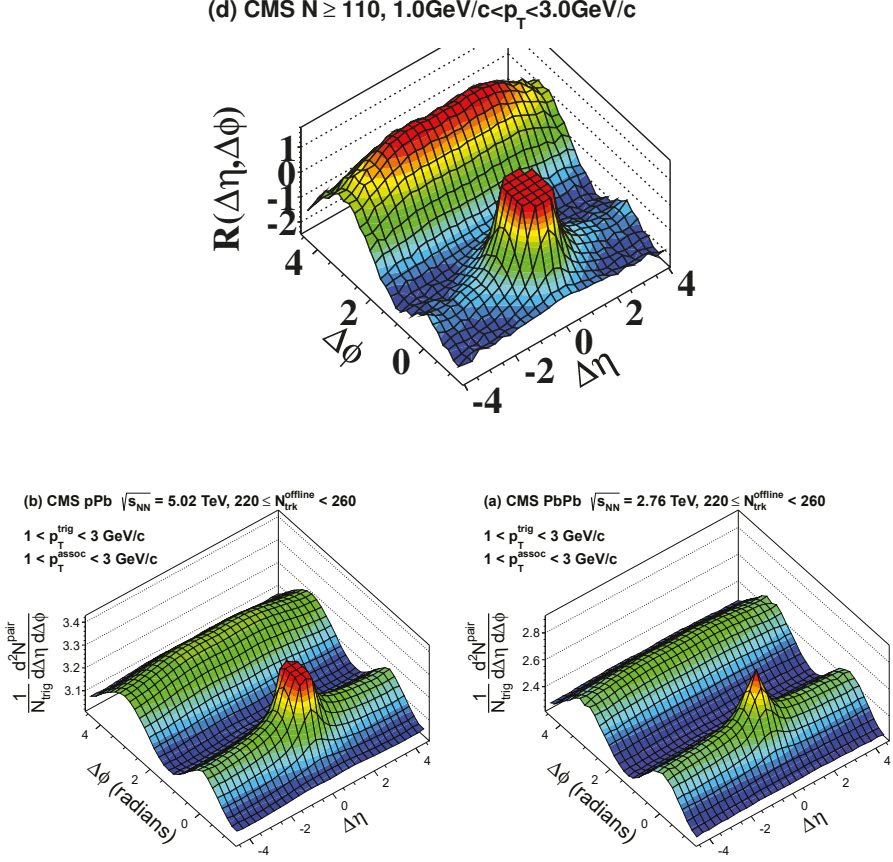 (d) CMS N ≥ 110, 1.0GeV/c<p_T<3.0GeV/c
R(Δη,Δφ)
1
0
-1
-2
4
2
0
Δφ
-4
-2
0
2
4
Δη
(b) CMS pPb √s_NN = 5.02 TeV, 220 ≤ N_trk^offline < 260
1 < p_T^trig < 3 GeV/c
1 < p_T^assoc < 3 GeV/c
1/N_trig d²N^pair/dΔη dΔφ
3.4
3.3
3.2
3.1
4
2
0
Δφ (radians)
-4
-2
0
2
4
Δη
(a) CMS PbPb √s_NN = 2.76 TeV, 220 ≤ N_trk^offline < 260
1 < p_T^trig < 3 GeV/c
1 < p_T^assoc < 3 GeV/c
1/N_trig d²N^pair/dΔη dΔφ
2.8
2.6
2.4
4
2
0
Δφ (radians)
-4
-2
0
2
4
Δη